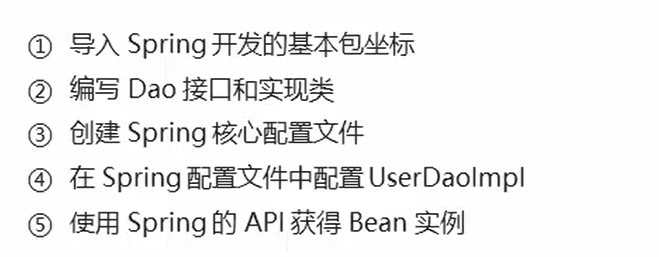 ① 导入 Spring 开发的基本包坐标
② 编写 Dao 接口和实现类
③ 创建 Spring 核心配置文件
④ 在 Spring 配置文件中配置 UserDaoImpl
⑤ 使用 Spring 的 API 获得 Bean 实例